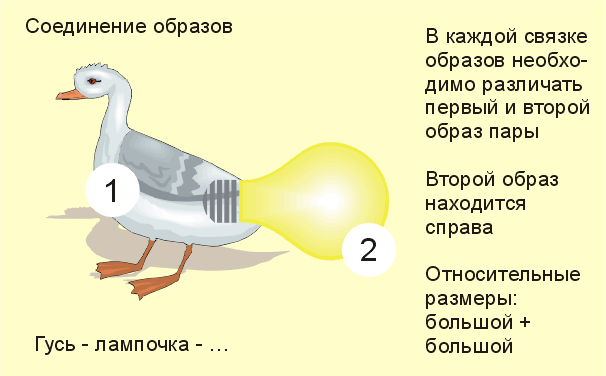 Соединение образов
1
2
Гусь - лампочка - ...
В каждой связке
образов необхо-
димо различать
первый и второй
образ пары
Второй образ
находится
справа
Относительные
размеры:
большой +
большой